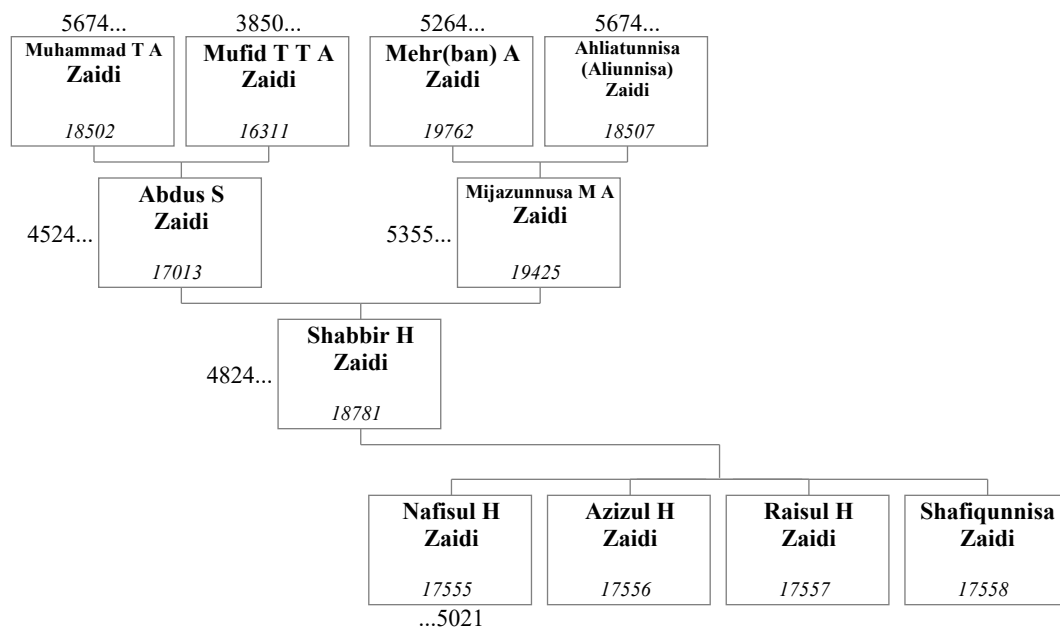 5674...
3850...
5264...
5674...
Muhammad T A
Zaidi
18502
Mufid T T A
Zaidi
16311
Mehr(ban) A
Zaidi
19762
Ahliatunnisa
(Aliunnisa)
Zaidi
18507
4524...
Abdus S
Zaidi
17013
5355...
Mijazunnusa M A
Zaidi
19425
4824...
Shabbir H
Zaidi
18781
Nafisul H
Zaidi
17555
...5021
Azizul H
Zaidi
17556
Raisul H
Zaidi
17557
Shafiqunnisa
Zaidi
17558